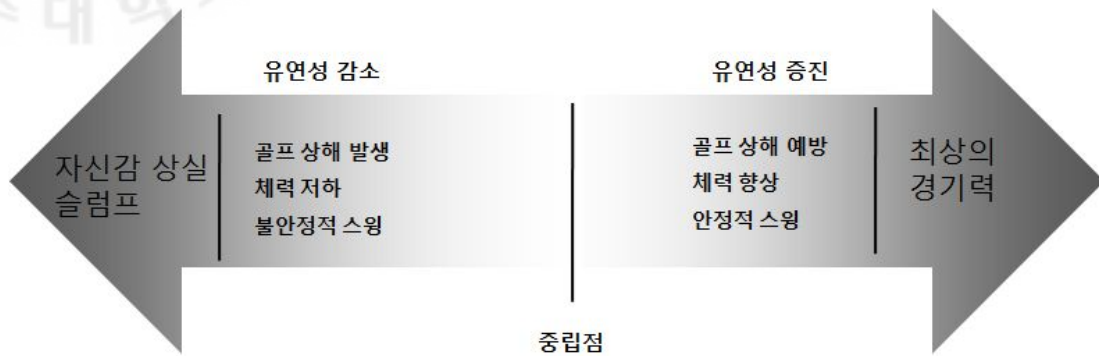 유연성 감소
유연성 증진
자신감 상실
슬럼프
골프 상해 발생
체력 저하
불안정적 스윙
골프 상해 예방
체력 향상
안정적 스윙
최상의
경기력
중립점